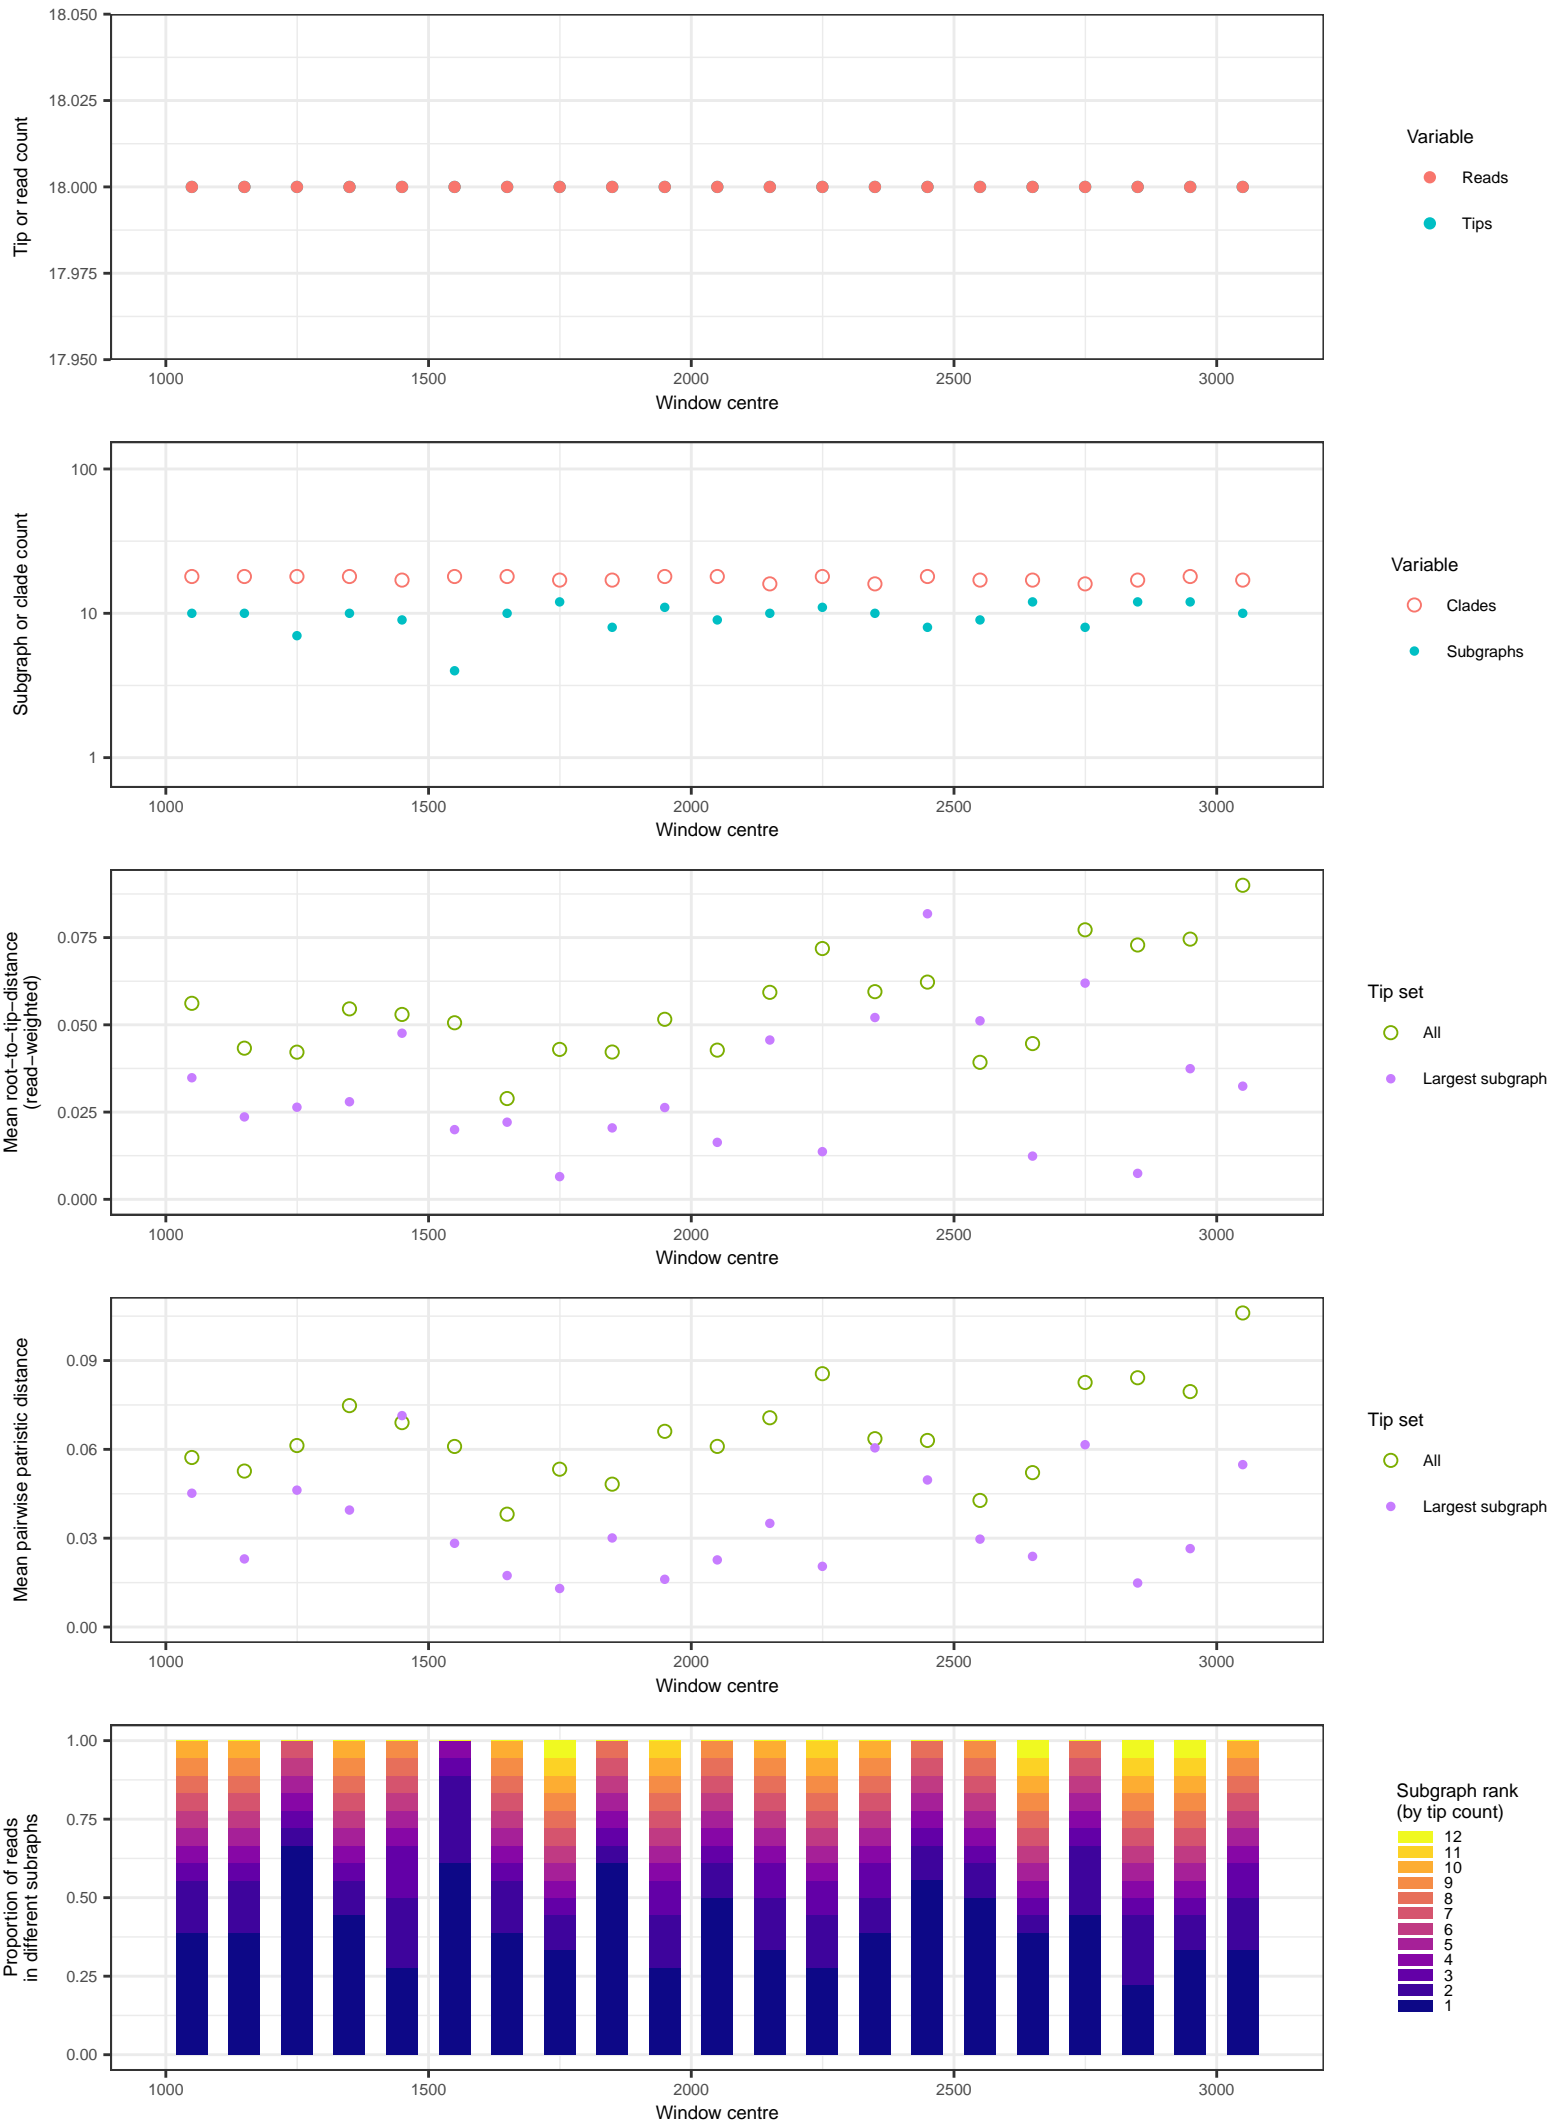 18.050
18.025
18.000
17.975
17.950
Tip or read count
1000 1500 2000 2500 3000
Window centre
Variable
Reads
Tips
100
10
1
Subgraph or clade count
1000 1500 2000 2500 3000
Window centre
Variable
Clades
Subgraphs
0.075
0.050
0.025
0.000
Mean root−to−tip−distance
(read−weighted)
1000 1500 2000 2500 3000
Window centre
Tip set
All
Largest subgraph
0.09
0.06
0.03
0.00
Mean pairwise patristic distance
1000 1500 2000 2500 3000
Window centre
Tip set
All
Largest subgraph
1.00
0.75
0.50
0.25
0.00
Proportion of reads
in different subraphs
1000 1500 2000 2500 3000
Window centre
Subgraph rank
(by tip count)
12
11
10
9
8
7
6
5
4
3
2
1